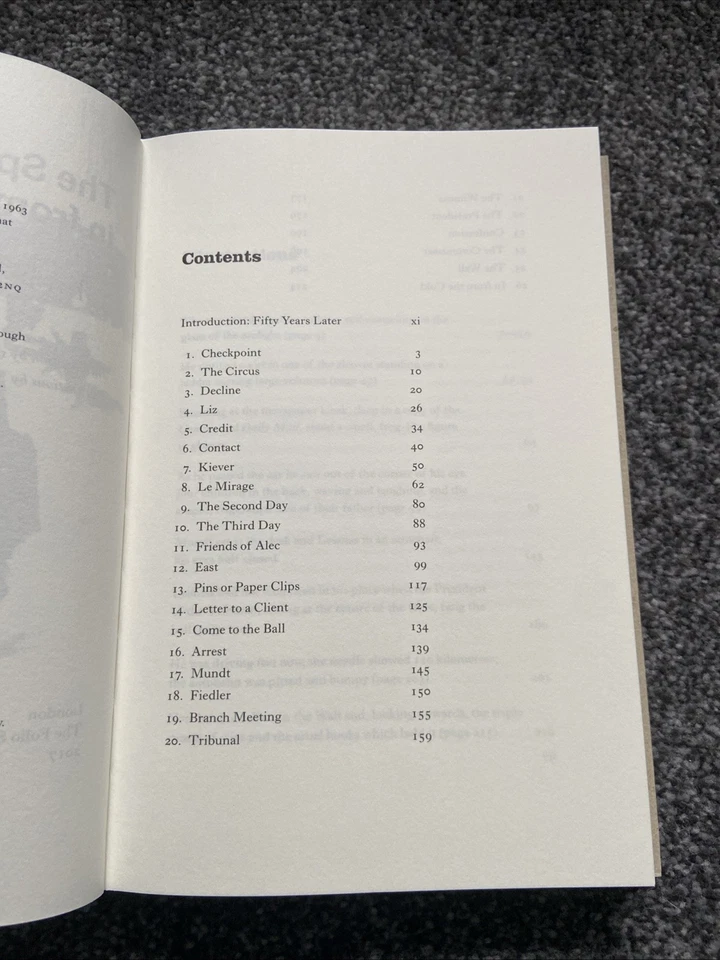 1963
at
2NQ
ough
Contents
Introduction: Fifty Years Later xi
1. Checkpoint 3
2. The Circus 10
3. Decline 20
4. Liz 26
5. Credit 34
6. Contact 40
7. Kiever 50
8. Le Mirage 62
9. The Second Day 80
10. The Third Day 88
11. Friends of Alec 93
12. East 99
13. Pins or Paper Clips 117
14. Letter to a Client 125
15. Come to the Ball 134
16. Arrest 139
17. Mundt 145
18. Fiedler 150
19. Branch Meeting 155
20. Tribunal 159